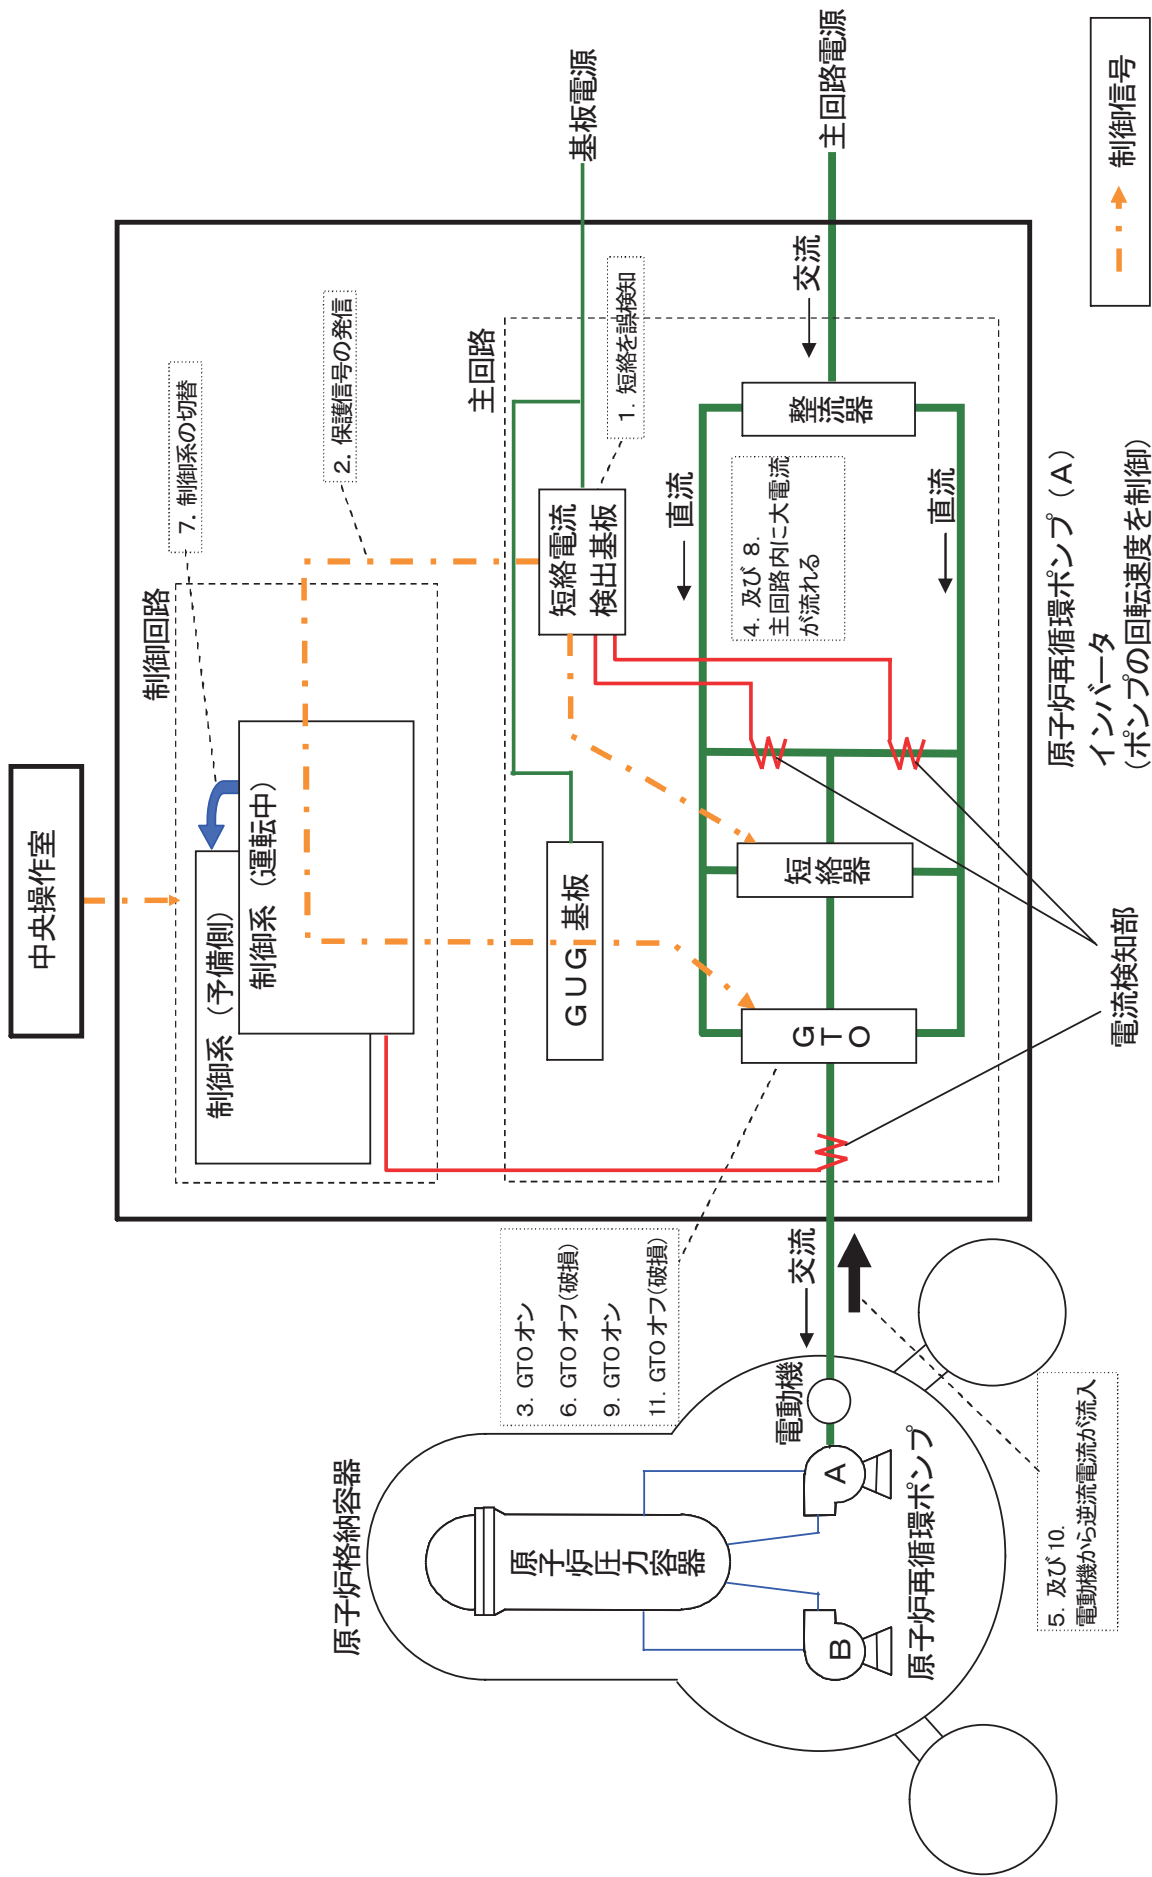 中央操作室
制御回路
7. 制御系の切替
制御系（予備側）
制御系（運転中）
2. 保護信号の発信
主回路
基板電源
GUG 基板
短絡電流
検出基板
1. 短絡を誤検知
原子炉格納容器
原子炉圧力容器
3. GTOオン
6. GTOオフ(破損)
9. GTOオン
11. GTOオフ(破損)
直流
4. 及び 8.
主回路内に大電流
が流れる
交流
主回路電源
電動機
交流
GTO
短絡器
整流器
直流
B
A
原子炉再循環ポンプ
5. 及び 10.
電動機から逆流電流が流入
電流検知部
原子炉再循環ポンプ（A）
インバータ
（ポンプの回転速度を制御）
制御信号